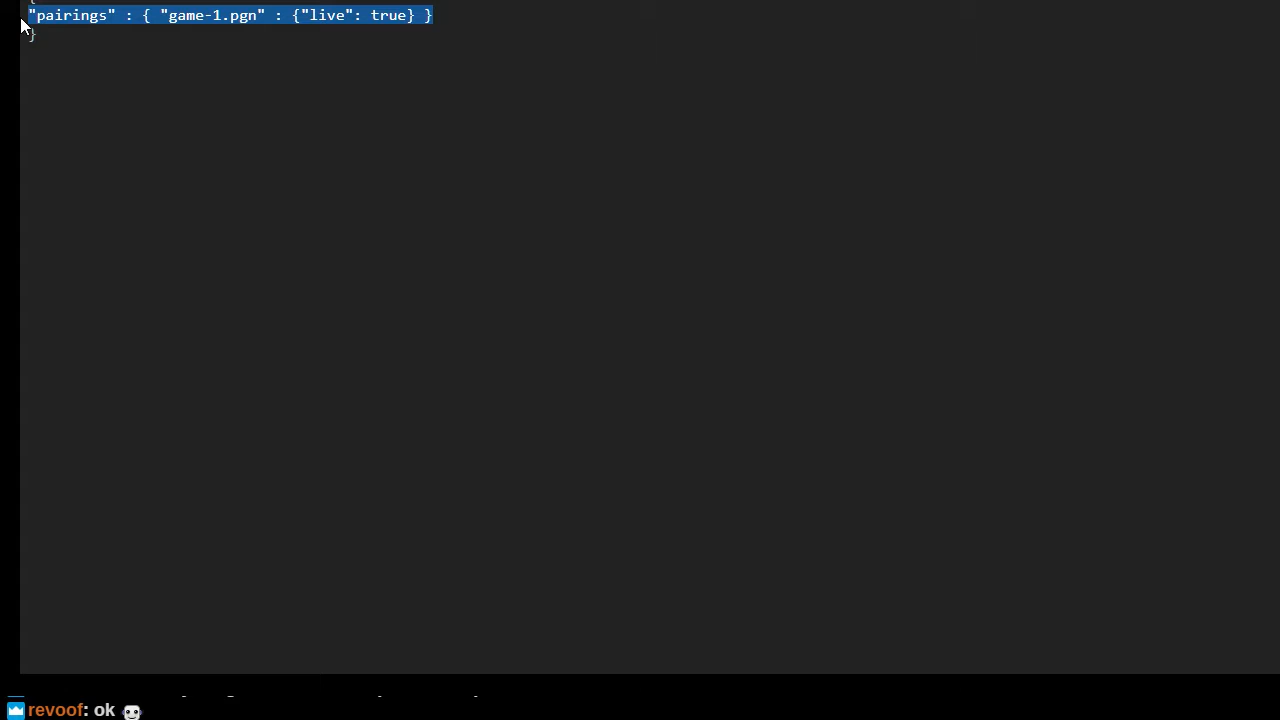 {
"pairings" : { "game-1.pgn" : {"live": true} }
}
revoof: ok